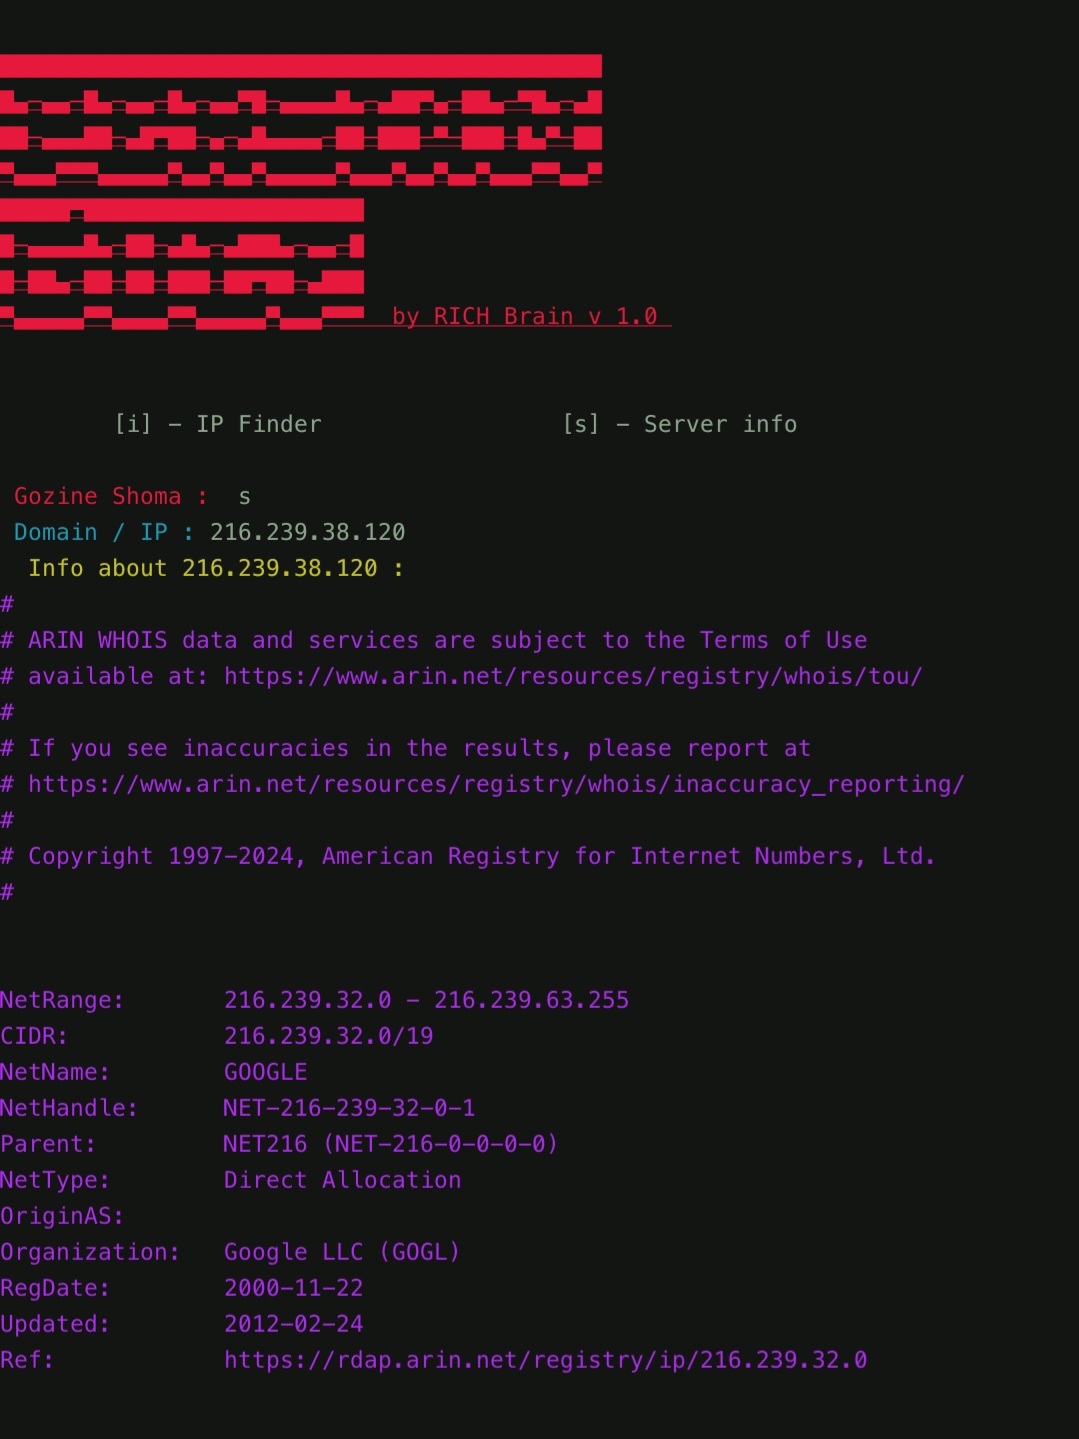 by RICH Brain v 1.0
[i] - IP Finder [s] - Server info
Gozine Shoma : s
Domain / IP : 216.239.38.120
Info about 216.239.38.120 :
#
# ARIN WHOIS data and services are subject to the Terms of Use
# available at: https://www.arin.net/resources/registry/whois/tou/
#
# If you see inaccuracies in the results, please report at
# https://www.arin.net/resources/registry/whois/inaccuracy_reporting/
#
# Copyright 1997-2024, American Registry for Internet Numbers, Ltd.
#
NetRange: 216.239.32.0 - 216.239.63.255
CIDR: 216.239.32.0/19
NetName: GOOGLE
NetHandle: NET-216-239-32-0-1
Parent: NET216 (NET-216-0-0-0-0)
NetType: Direct Allocation
OriginAS:
Organization: Google LLC (GOGL)
RegDate: 2000-11-22
Updated: 2012-02-24
Ref: https://rdap.arin.net/registry/ip/216.239.32.0